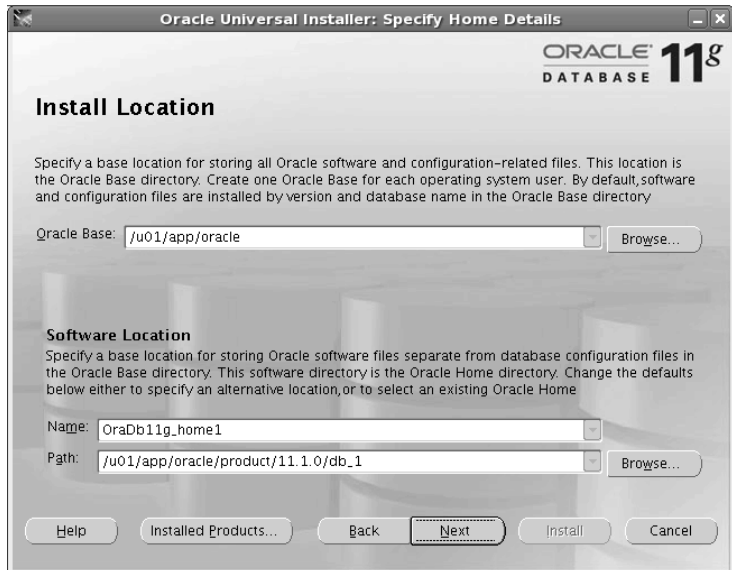 Oracle Universal Installer: Specify Home Details
ORACLE
DATABASE 11g
Install Location
Specify a base location for storing all Oracle software and configuration-related files. This location is
the Oracle Base directory. Create one Oracle Base for each operating system user. By default,software
and configuration files are installed by version and database name in the Oracle Base directory
Oracle Base: /u01/app/oracle Browse...
Software Location
Specify a base location for storing Oracle software files separate from database configuration files in
the Oracle Base directory. This software directory is the Oracle Home directory. Change the defaults
below either to specify an alternative location,or to select an existing Oracle Home
Name: OraDb11g_home1
Path: /u01/app/oracle/product/11.1.0/db_1 Browse...
Help Installed Products... Back Next Install Cancel